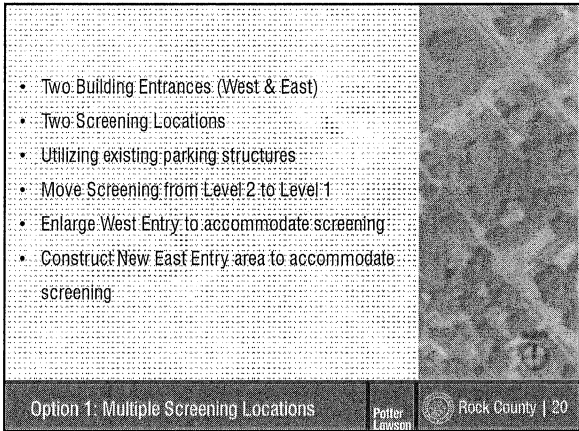 • Two Building Entrances (West & East)
• Two Screening Locations
• Utilizing existing parking structures
• Move Screening from Level 2 to Level 1
• Enlarge West Entry to accommodate screening
• Construct New East Entry area to accommodate
screening
Option 1: Multiple Screening Locations
Potter
Lawson
Rock County | 20